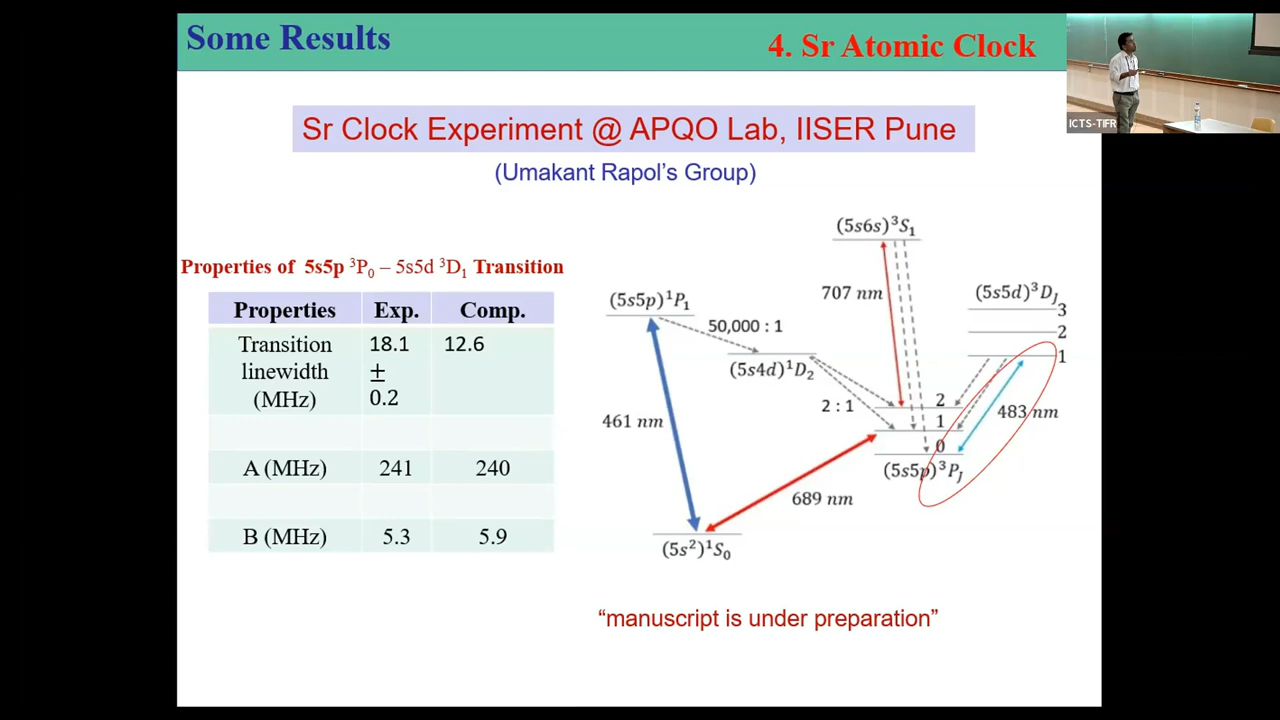 Some Results
4. Sr Atomic Clock
ICTS-TIFR
Sr Clock Experiment @ APQO Lab, IISER Pune
(Umakant Rapol's Group)
Properties of 5s5p ³P₀ – 5s5d ³D₁ Transition
Properties Exp. Comp.
Transition linewidth (MHz) 18.1 ± 0.2 12.6
A (MHz) 241 240
B (MHz) 5.3 5.9
(5s6s)³S₁
707 nm
(5s5d)³D_J
3
2
1
(5s5p)¹P₁
50,000 : 1
(5s4d)¹D₂
2 : 1
2
1
0
483 nm
461 nm
(5s5p)³P_J
689 nm
(5s²)¹S₀
“manuscript is under preparation”